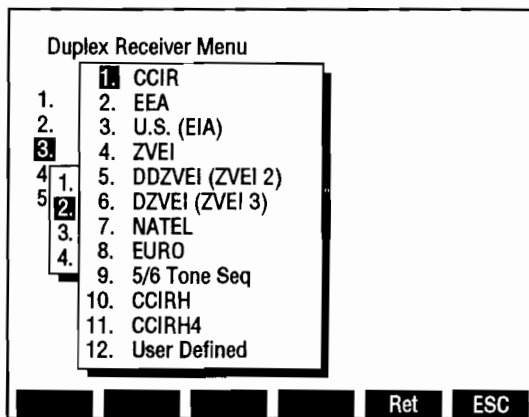 Duplex Receiver Menu
1.
2.
3.
4
5
1.
2.
3.
4.
1. CCIR
2. EEA
3. U.S. (EIA)
4. ZVEI
5. DDZVEI (ZVEI 2)
6. DZVEI (ZVEI 3)
7. NATEL
8. EURO
9. 5/6 Tone Seq
10. CCIRH
11. CCIRH4
12. User Defined
Ret ESC